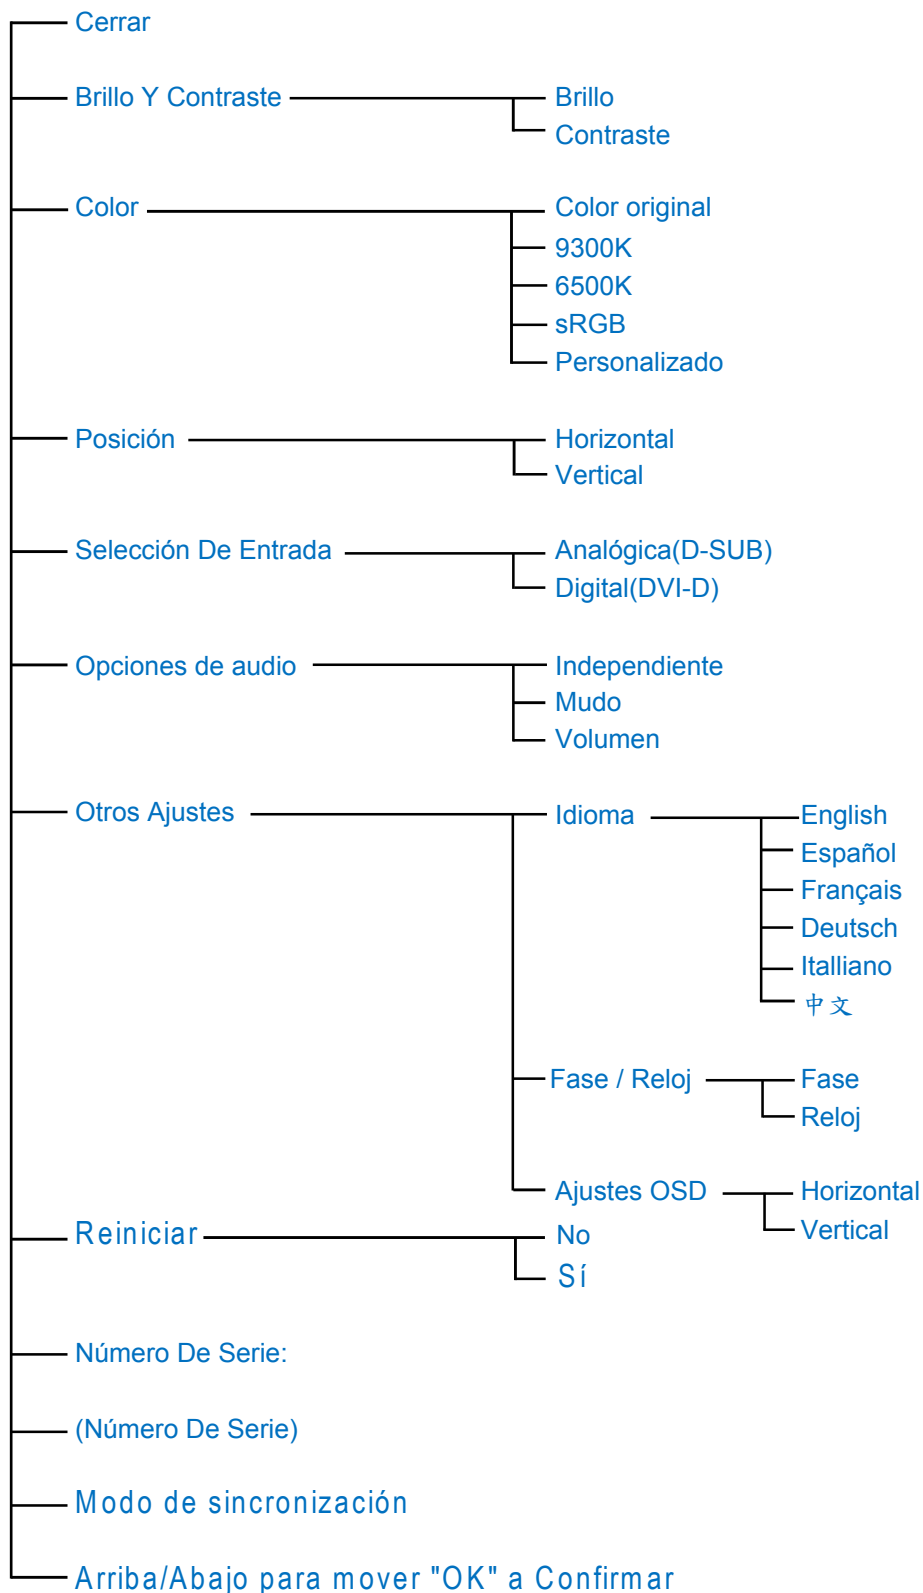 Cerrar
Brillo Y Contraste
Brillo
Contraste
Color
Color original
9300K
6500K
sRGB
Personalizado
Posición
Horizontal
Vertical
Selección De Entrada
Analógica(D-SUB)
Digital(DVI-D)
Opciones de audio
Independiente
Mudo
Volumen
Otros Ajustes
Idioma
English
Español
Français
Deutsch
Italliano
中文
Fase / Reloj
Fase
Reloj
Ajustes OSD
Horizontal
Vertical
Reiniciar
No
Sí
Número De Serie:
(Número De Serie)
Modo de sincronización
Arriba/Abajo para mover "OK" a Confirmar